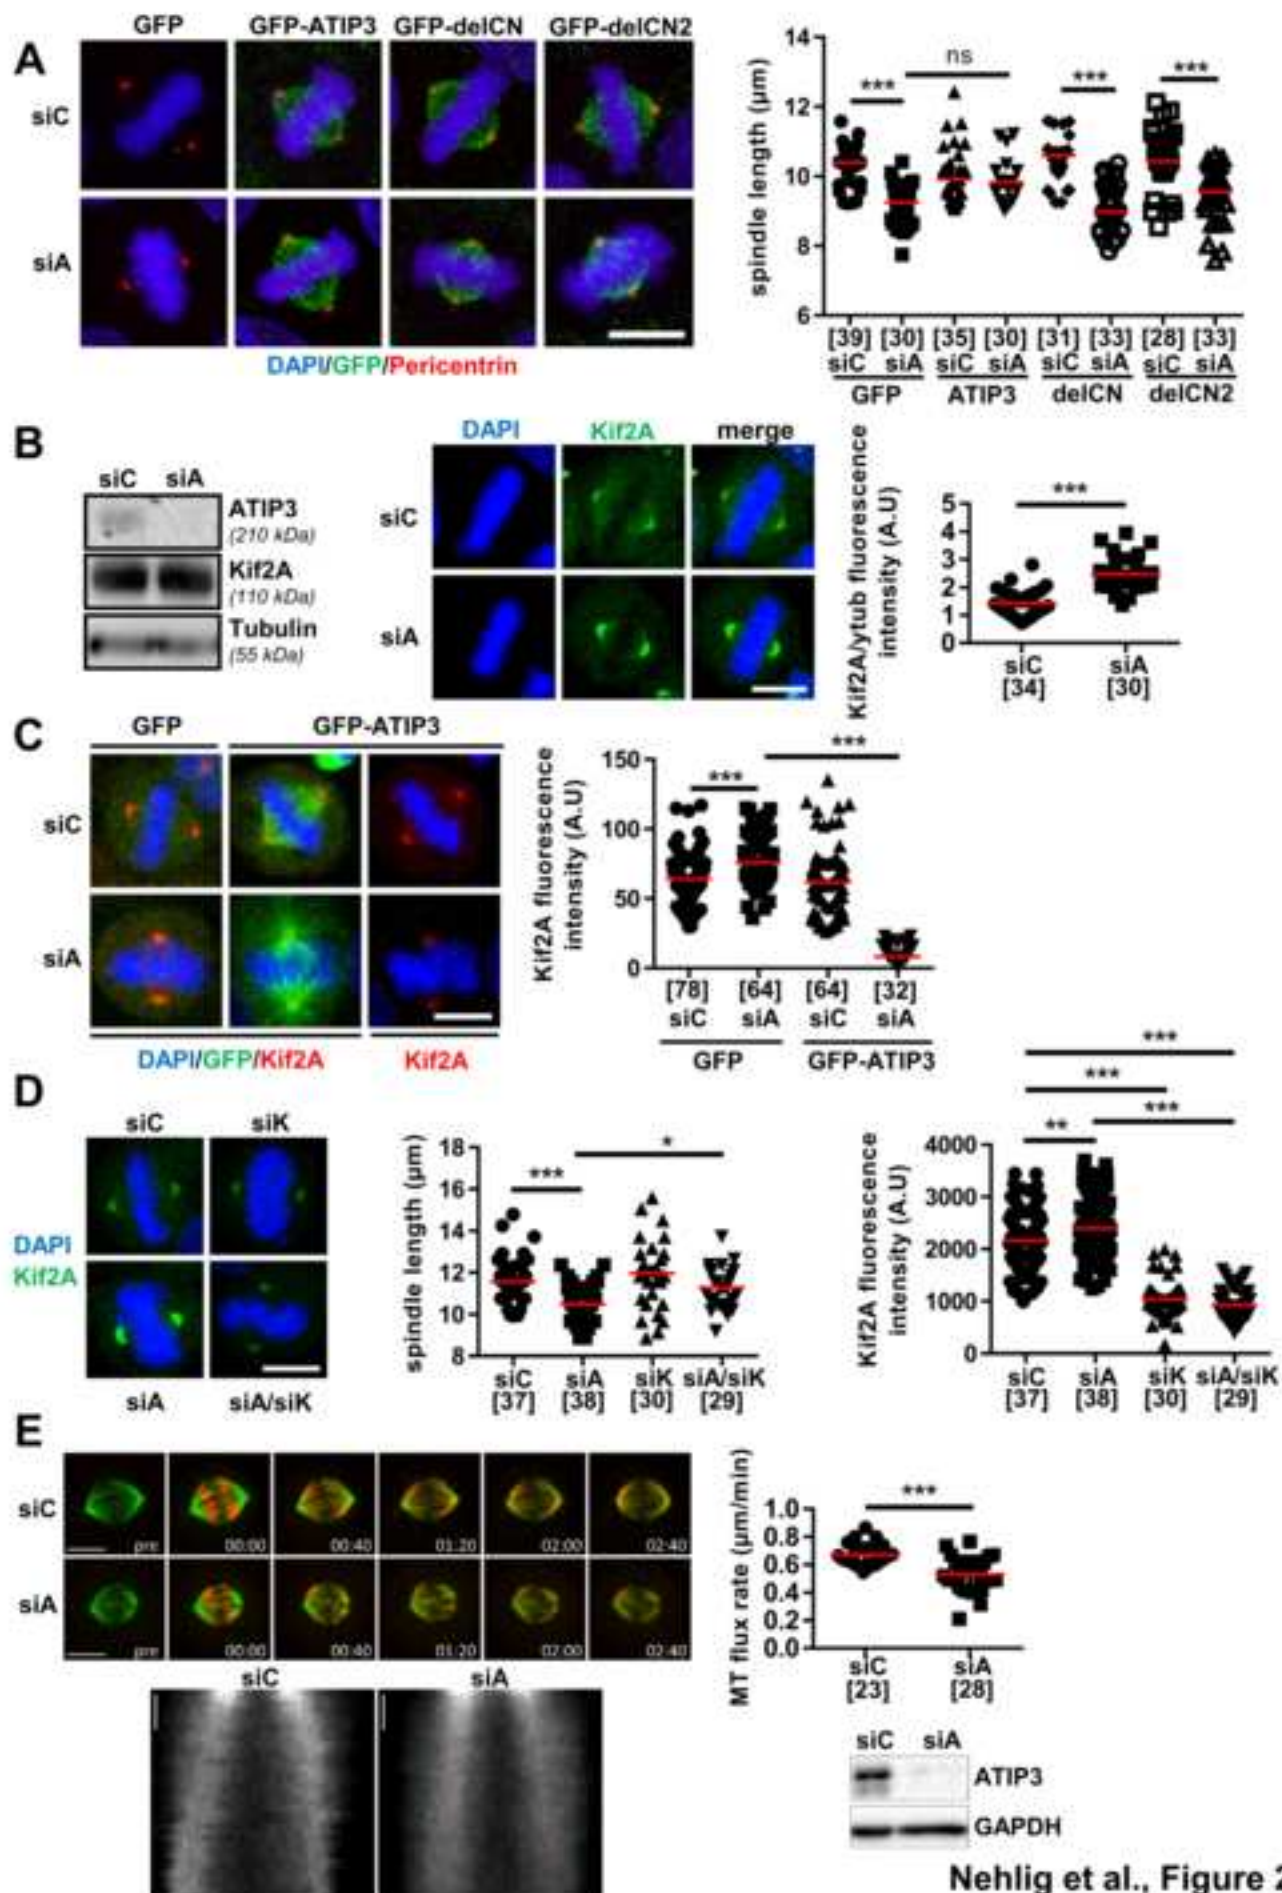 A
GFP GFP-ATIP3 GFP-delCN GFP-delCN2
siC
siA
DAPI/GFP/Pericentrin
spindle length (µm)
14
12
10
8
6
*** ns *** ***
[39] [30] [35] [30] [31] [33] [28] [33]
siC siA siC siA siC siA siC siA
GFP ATIP3 delCN delCN2
B
siC siA
ATIP3
(210 kDa)
Kif2A
(110 kDa)
Tubulin
(55 kDa)
DAPI Kif2A merge
siC
siA
Kif2A/γtub fluorescence
intensity (A.U)
5
4
3
2
1
0
***
siC siA
[34] [30]
C
GFP GFP-ATIP3
siC
siA
DAPI/GFP/Kif2A Kif2A
Kif2A fluorescence
intensity (A.U)
150
100
50
0
*** ***
[78] [64] [64] [32]
siC siA siC siA
GFP GFP-ATIP3
D
siC siK
DAPI
Kif2A
siA siA/siK
spindle length (µm)
18
16
14
12
10
8
*** *
siC siA siK siA/siK
[37] [38] [30] [29]
Kif2A fluorescence
intensity (A.U)
4000
3000
2000
1000
0
***
***
** ***
siC siA siK siA/siK
[37] [38] [30] [29]
E
siC
pre 00:00 00:40 01:20 02:00 02:40
siA
pre 00:00 00:40 01:20 02:00 02:40
siC siA
MT flux rate (µm/min)
1.0
0.8
0.6
0.4
0.2
0.0
***
siC siA
[23] [28]
siC siA
ATIP3
GAPDH
Nehlig et al., Figure 2